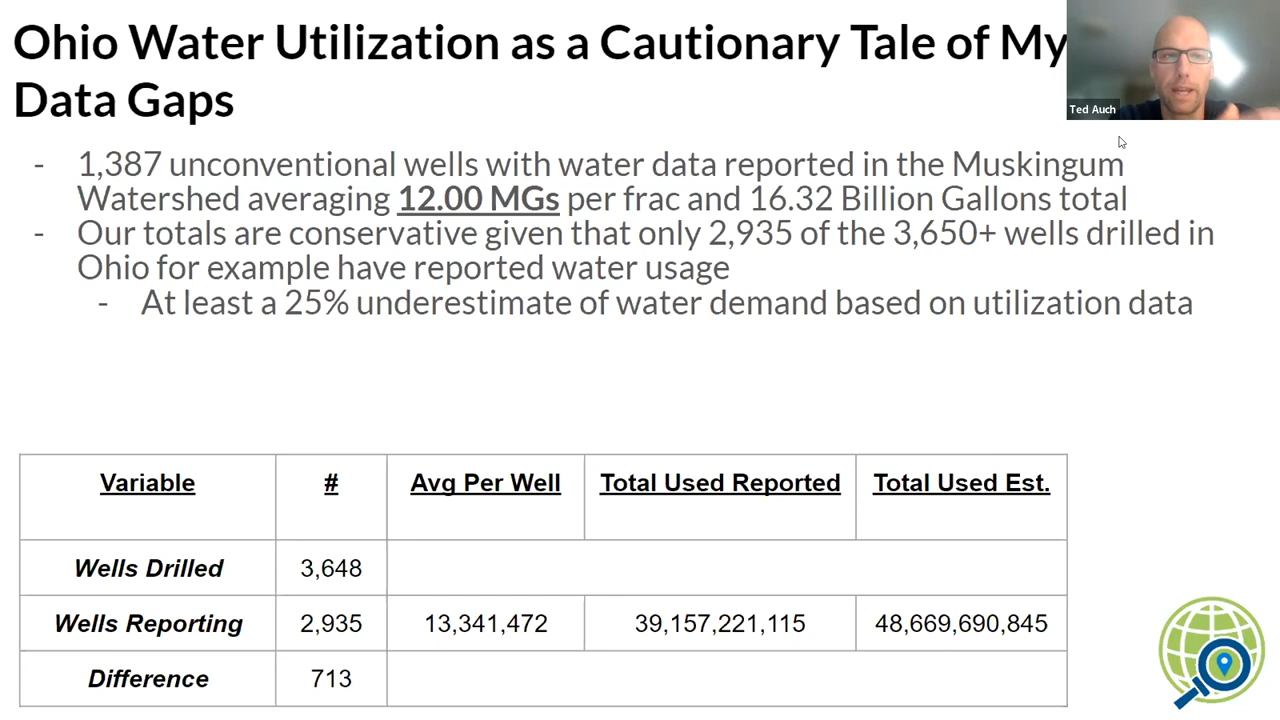 Ohio Water Utilization as a Cautionary Tale of My
Data Gaps
Ted Auch
- 1,387 unconventional wells with water data reported in the Muskingum
Watershed averaging 12.00 MGs per frac and 16.32 Billion Gallons total
- Our totals are conservative given that only 2,935 of the 3,650+ wells drilled in
Ohio for example have reported water usage
- At least a 25% underestimate of water demand based on utilization data
Variable # Avg Per Well Total Used Reported Total Used Est.
Wells Drilled 3,648
Wells Reporting 2,935 13,341,472 39,157,221,115 48,669,690,845
Difference 713